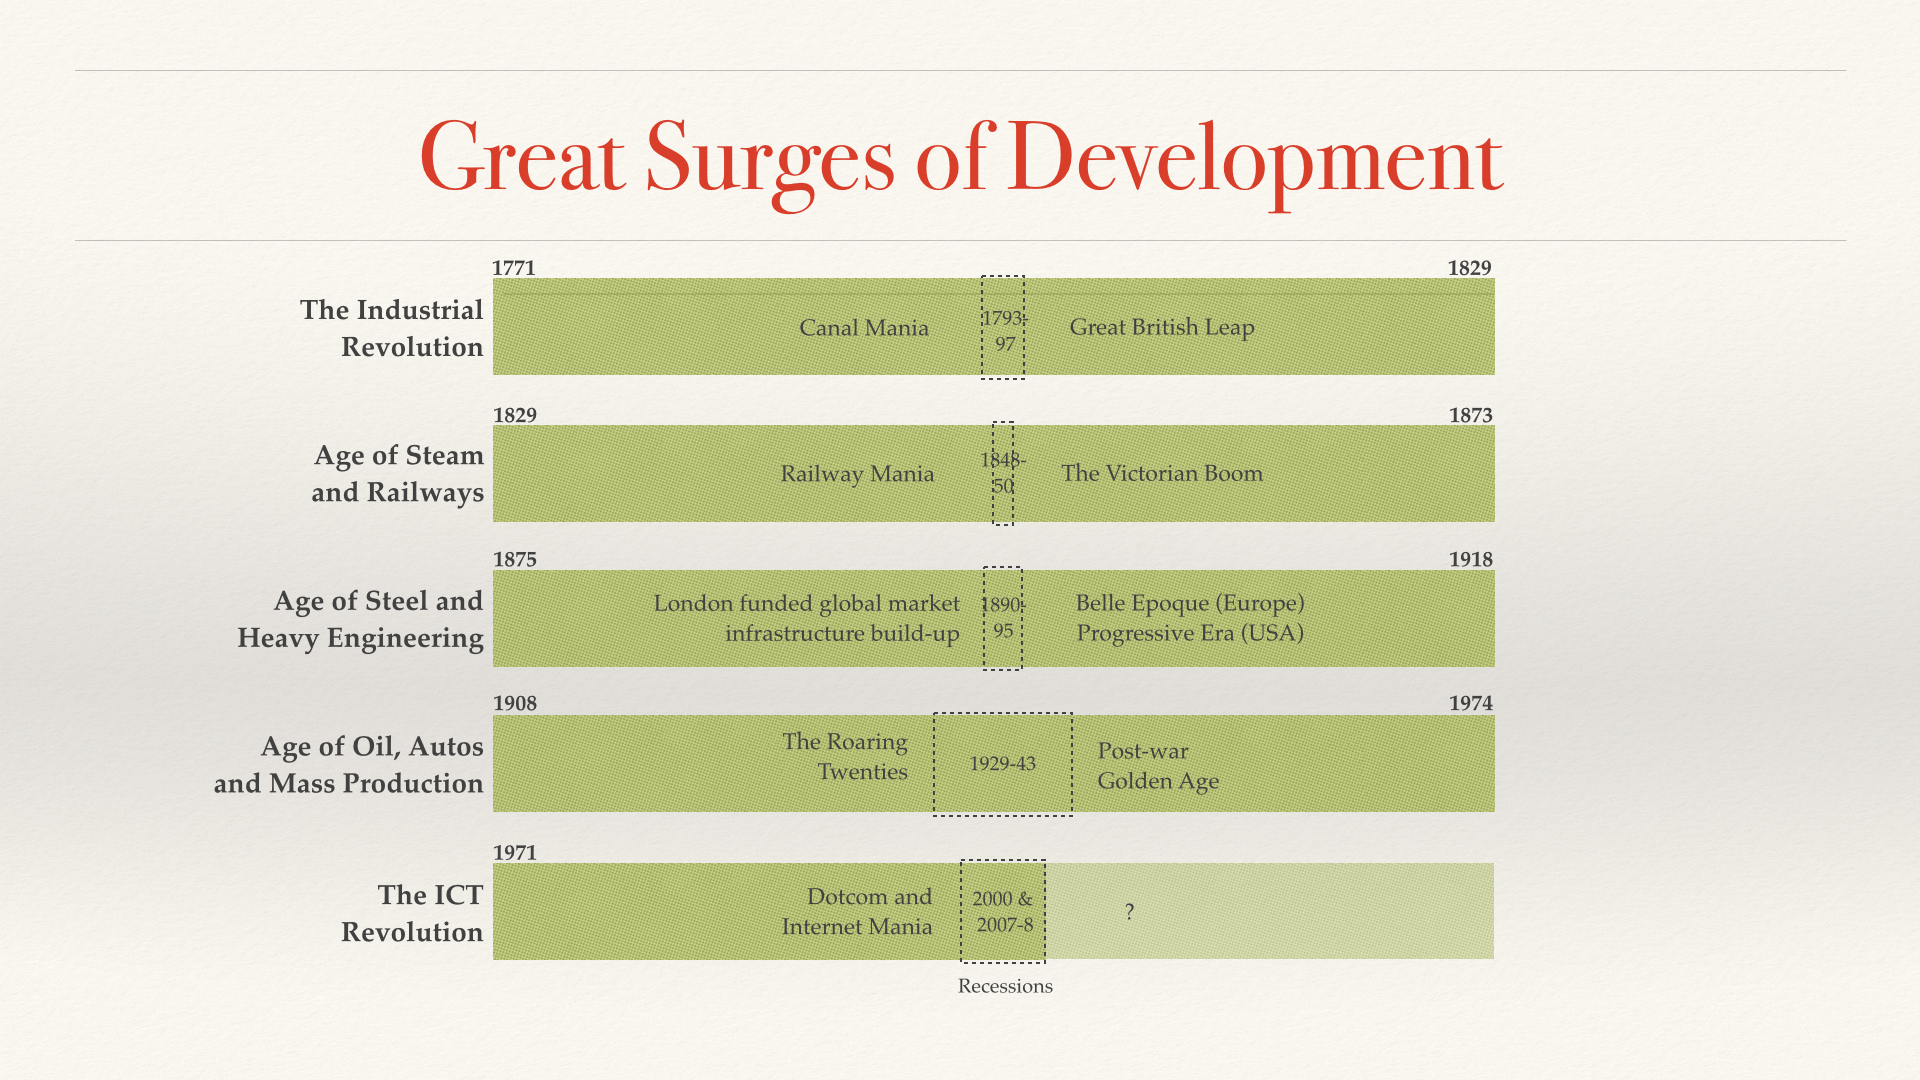 Great Surges of Development
1771
1829
The Industrial
Revolution
Canal Mania
1793-
97
Great British Leap
1829
1873
Age of Steam
and Railways
Railway Mania
1848-
50
The Victorian Boom
1875
1918
Age of Steel and
Heavy Engineering
London funded global market
infrastructure build-up
1890-
95
Belle Epoque (Europe)
Progressive Era (USA)
1908
1974
Age of Oil, Autos
and Mass Production
The Roaring
Twenties
1929-43
Post-war
Golden Age
1971
The ICT
Revolution
Dotcom and
Internet Mania
2000 &
2007-8
?
Recessions